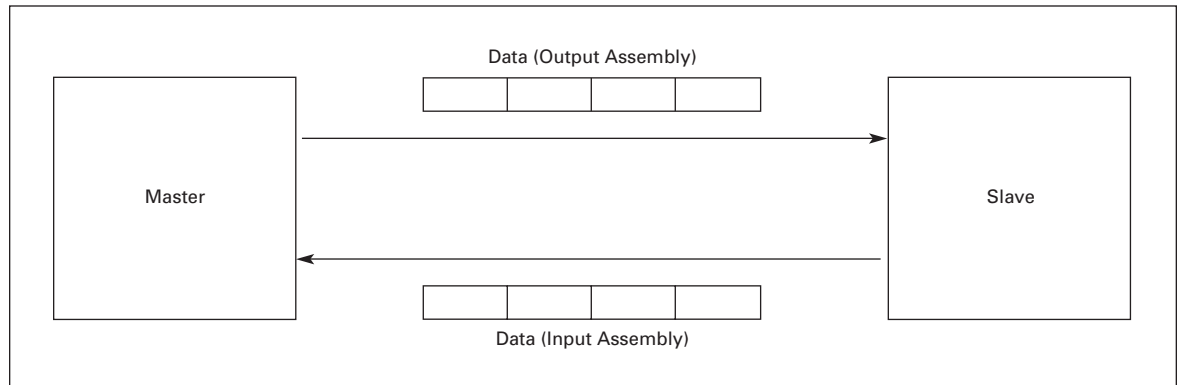 Data (Output Assembly)
Master
Slave
Data (Input Assembly)